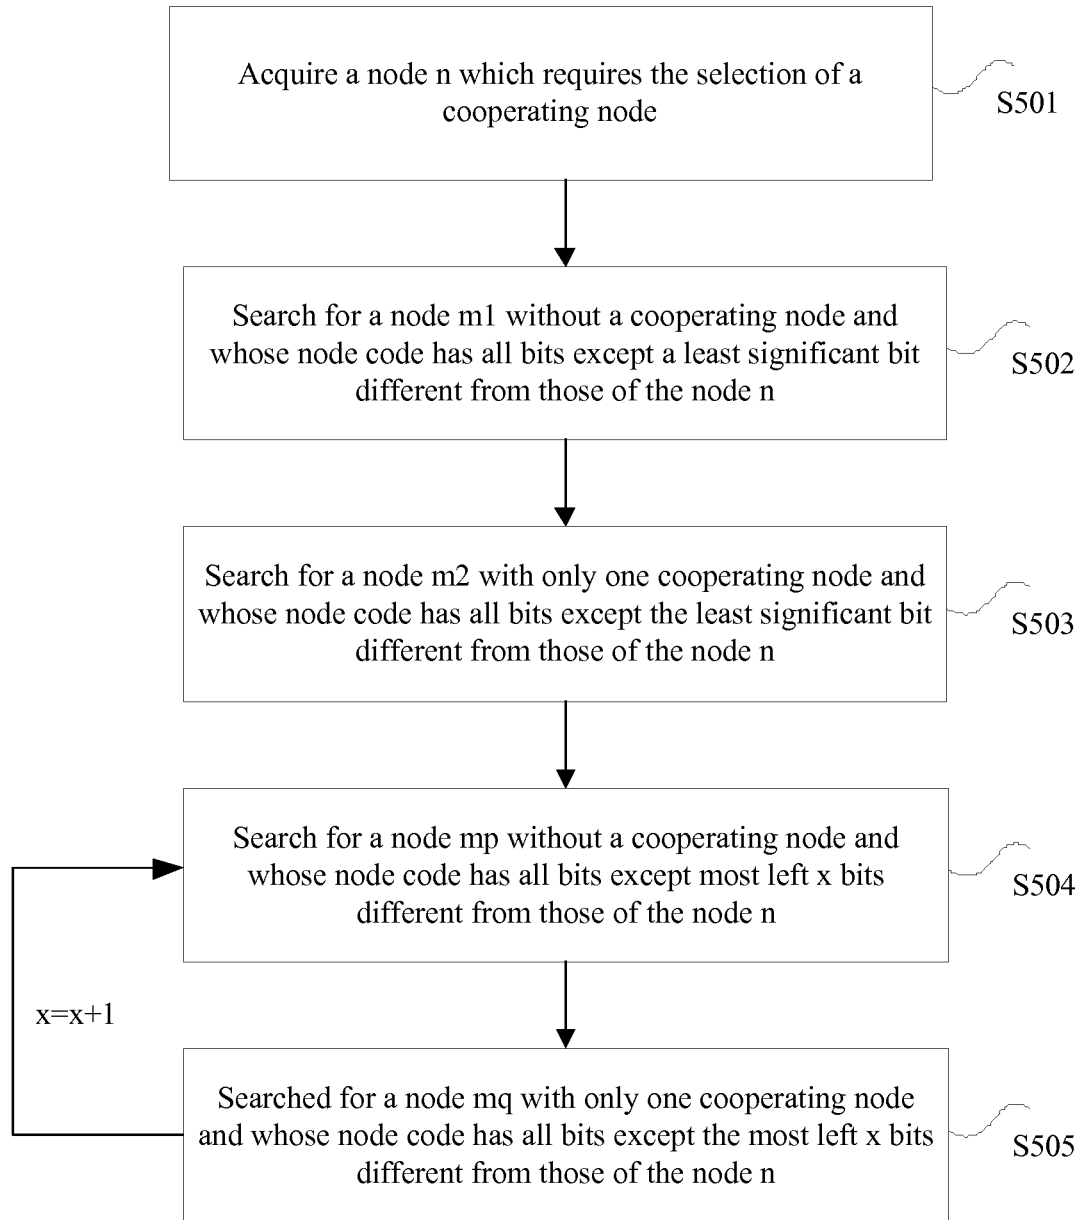 Acquire a node n which requires the selection of a
cooperating node
S501
Search for a node m1 without a cooperating node and
whose node code has all bits except a least significant bit
different from those of the node n
S502
Search for a node m2 with only one cooperating node and
whose node code has all bits except the least significant bit
different from those of the node n
S503
Search for a node mp without a cooperating node and
whose node code has all bits except most left x bits
different from those of the node n
S504
x=x+1
Searched for a node mq with only one cooperating node
and whose node code has all bits except the most left x bits
different from those of the node n
S505